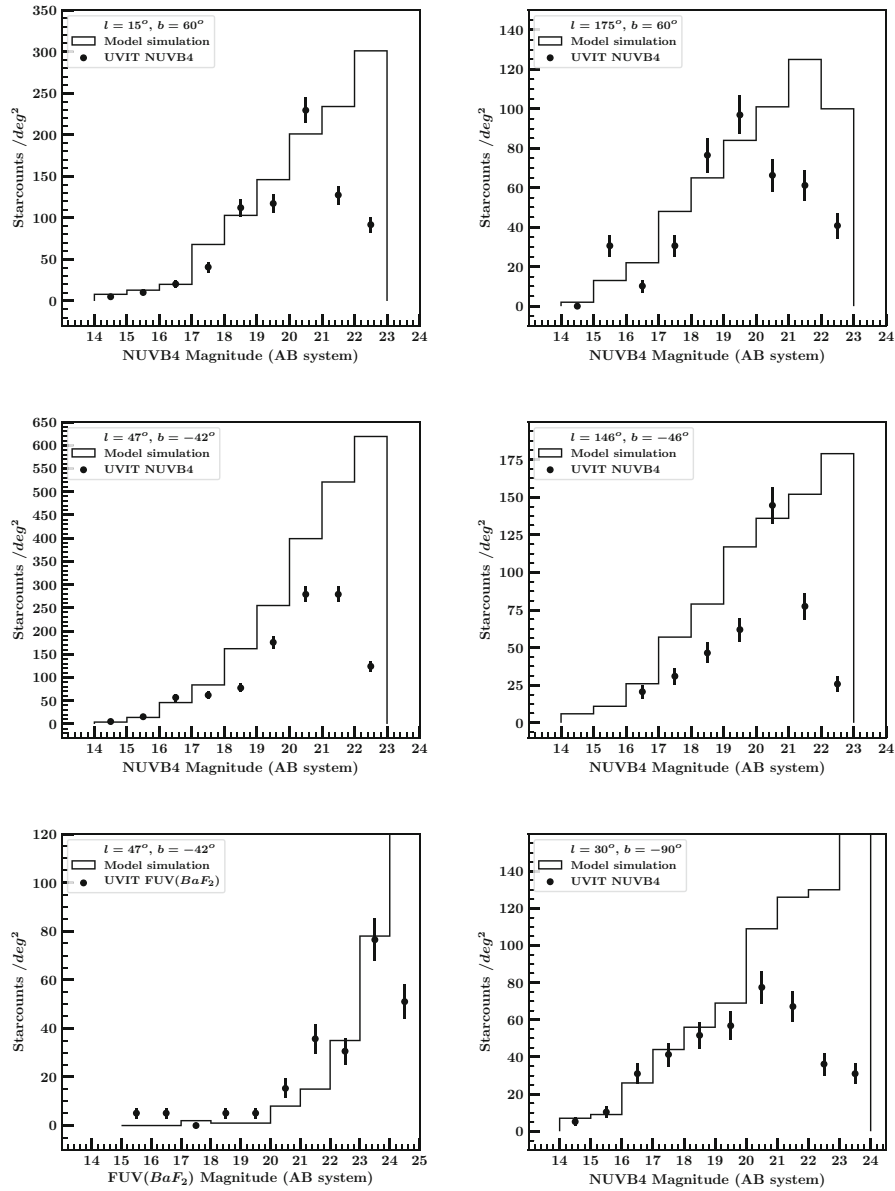 l = 15°, b = 60°
Model simulation
UVIT NUVB4
350
300
250
200
150
100
50
0
Starcounts /deg²
14 15 16 17 18 19 20 21 22 23 24
NUVB4 Magnitude (AB system)
l = 175°, b = 60°
Model simulation
UVIT NUVB4
140
120
100
80
60
40
20
0
Starcounts /deg²
14 15 16 17 18 19 20 21 22 23 24
NUVB4 Magnitude (AB system)
l = 47°, b = −42°
Model simulation
UVIT NUVB4
650
600
550
500
450
400
350
300
250
200
150
100
50
0
Starcounts /deg²
14 15 16 17 18 19 20 21 22 23 24
NUVB4 Magnitude (AB system)
l = 146°, b = −46°
Model simulation
UVIT NUVB4
175
150
125
100
75
50
25
0
Starcounts /deg²
14 15 16 17 18 19 20 21 22 23 24
NUVB4 Magnitude (AB system)
l = 47°, b = −42°
Model simulation
UVIT FUV(BaF₂)
120
100
80
60
40
20
0
Starcounts /deg²
14 15 16 17 18 19 20 21 22 23 24 25
FUV(BaF₂) Magnitude (AB system)
l = 30°, b = −90°
Model simulation
UVIT NUVB4
140
120
100
80
60
40
20
0
Starcounts /deg²
14 15 16 17 18 19 20 21 22 23 24
NUVB4 Magnitude (AB system)